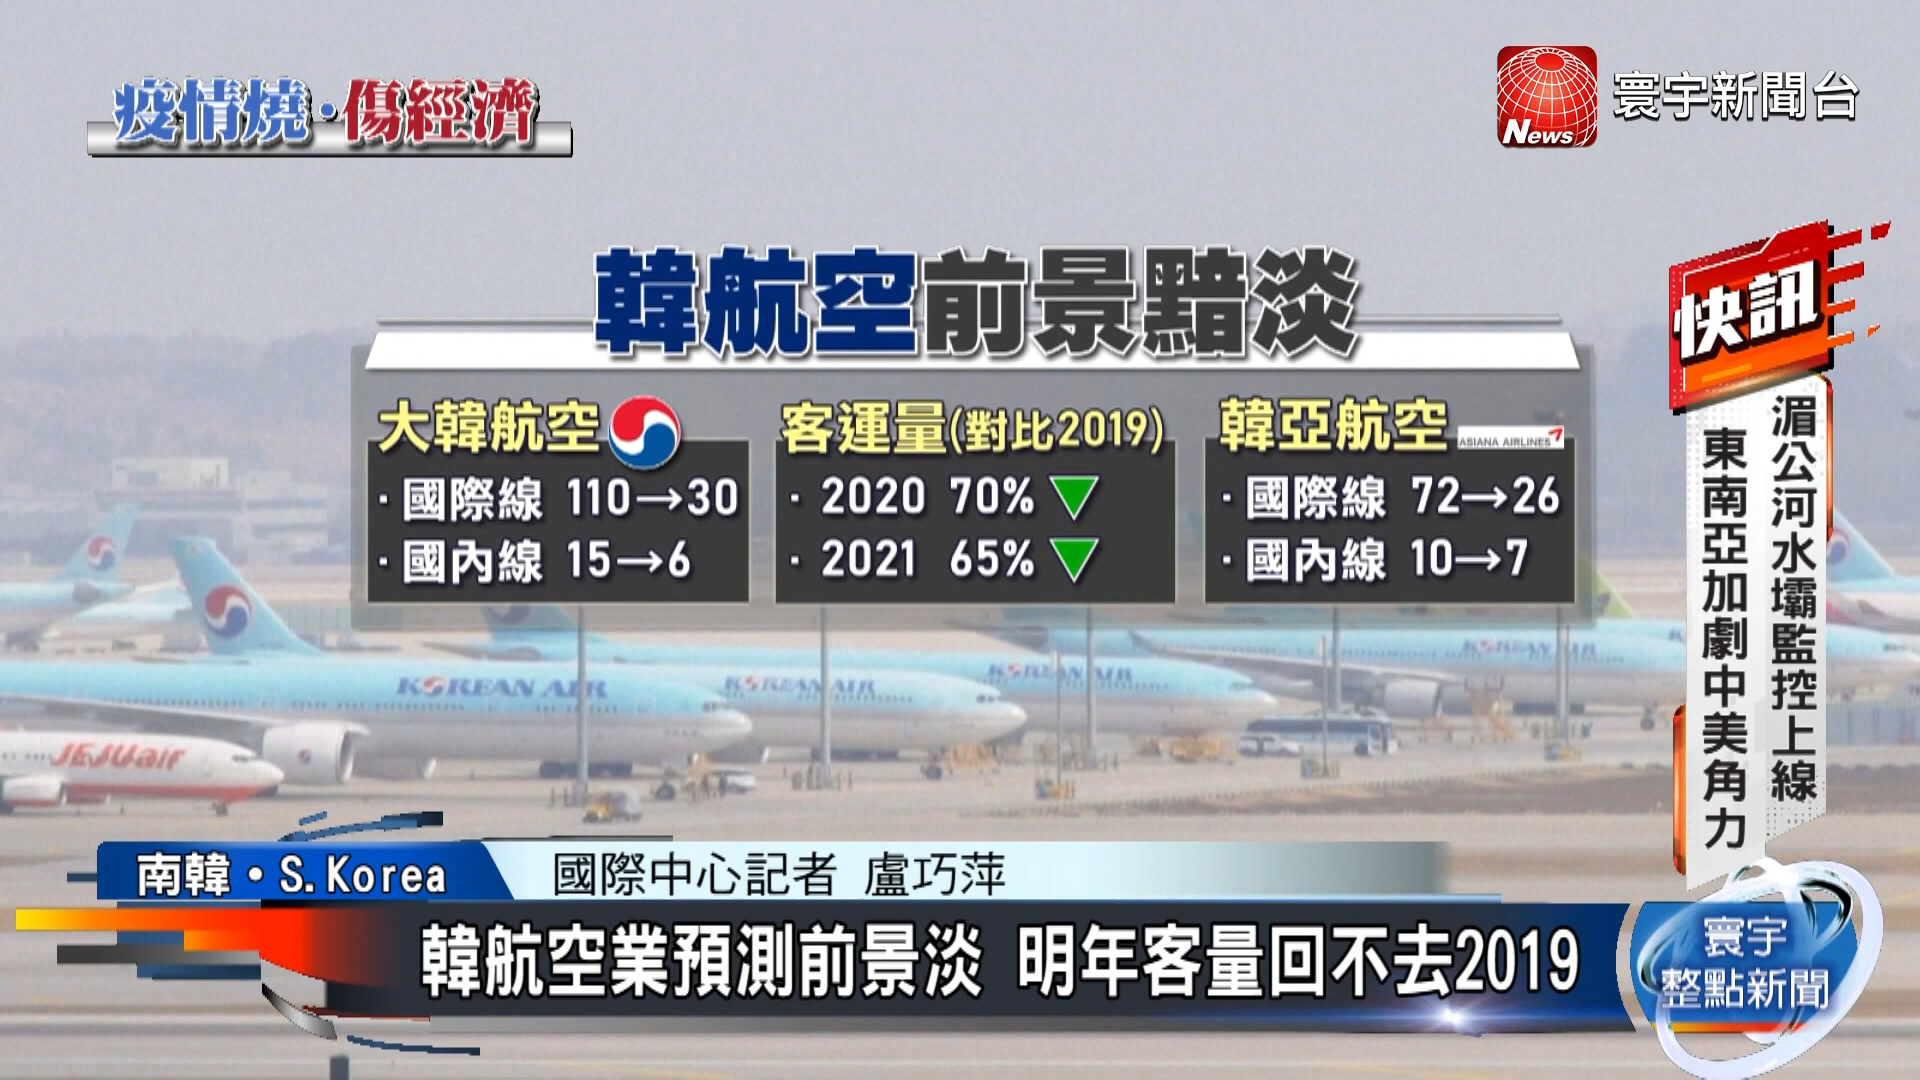 疫情燒·傷經濟
News
寰宇新聞台
韓航空前景黯淡
大韓航空
·國際線 110→30
·國內線 15→6
客運量(對比2019)
·2020 70%▼
·2021 65%▼
韓亞航空
ASIANA AIRLINES
·國際線 72→26
·國內線 10→7
快訊
湄公河水壩監控上線
東南亞加劇中美角力
KOREAN AIR
KOREAN AIR
KOREAN AIR
KOREAN AIR
JEJUair
南韓·S.Korea
國際中心記者 盧巧萍
韓航空業預測前景淡 明年客量回不去2019
寰宇
整點新聞